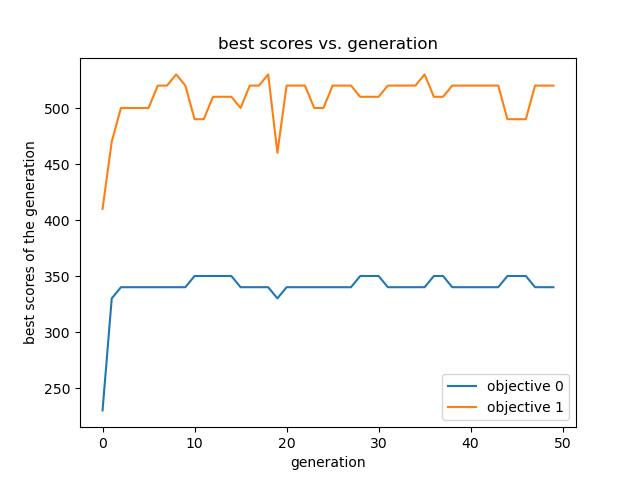 best scores vs. generation
best scores of the generation
500
450
400
350
300
250
0 10 20 30 40 50
generation
objective 0
objective 1